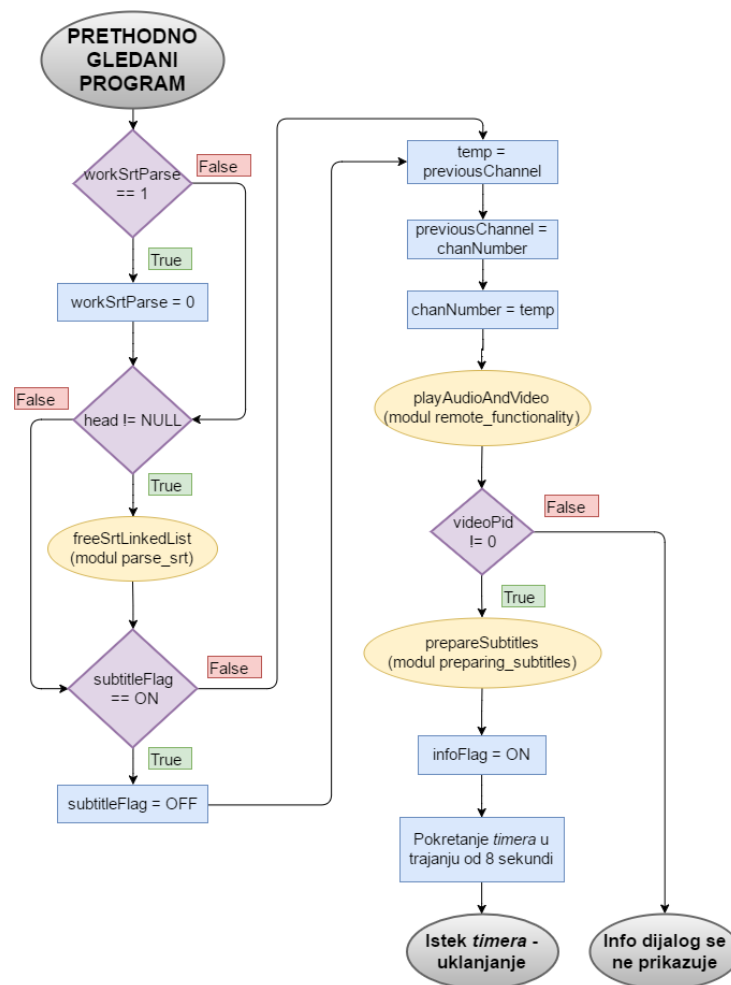 PRETHODNO
GLEDANI
PROGRAM
workSrtParse
== 1
False
True
workSrtParse = 0
False
head != NULL
True
freeSrtLinkedList
(modul parse_srt)
subtitleFlag
== ON
False
True
subtitleFlag = OFF
temp =
previousChannel
previousChannel =
chanNumber
chanNumber = temp
playAudioAndVideo
(modul remote_functionality)
videoPid
!= 0
False
True
prepareSubtitles
(modul preparing_subtitles)
infoFlag = ON
Pokretanje timera u
trajanju od 8 sekundi
Istek timera -
uklanjanje
Info dijalog se
ne prikazuje